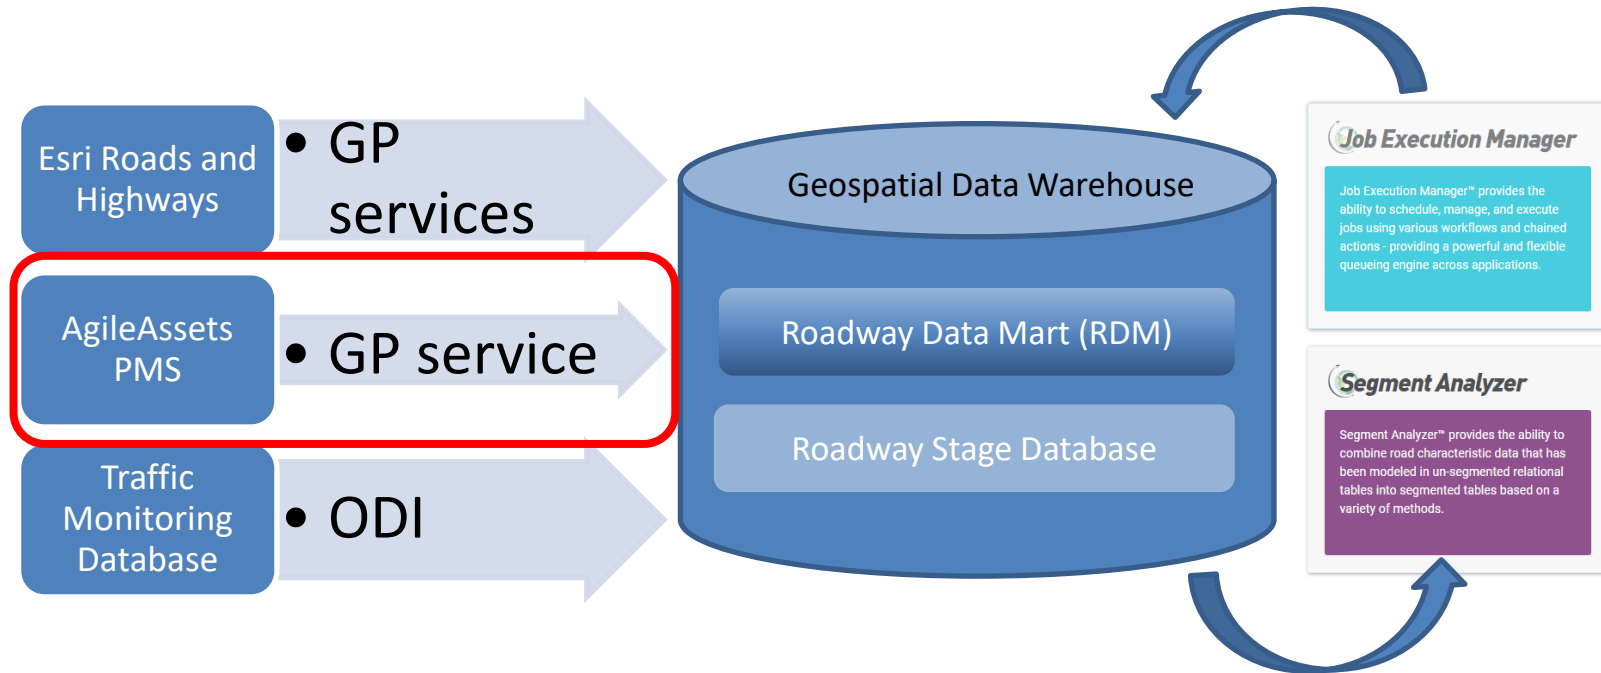 Esri Roads and
Highways
• GP
services
AgileAssets
PMS
• GP service
Traffic
Monitoring
Database
• ODI
Geospatial Data Warehouse
Roadway Data Mart (RDM)
Roadway Stage Database
Job Execution Manager
Job Execution Manager™ provides the
ability to schedule, manage, and execute
jobs using various workflows and chained
actions - providing a powerful and flexible
queueing engine across applications.
Segment Analyzer
Segment Analyzer™ provides the ability to
combine road characteristic data that has
been modeled in un-segmented relational
tables into segmented tables based on a
variety of methods.